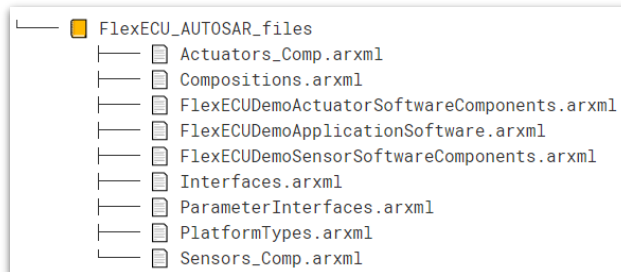 FlexECU_AUTOSAR_files
Actuators_Comp.arxml
Compositions.arxml
FlexECUDemoActuatorSoftwareComponents.arxml
FlexECUDemoApplicationSoftware.arxml
FlexECUDemoSensorSoftwareComponents.arxml
Interfaces.arxml
ParameterInterfaces.arxml
PlatformTypes.arxml
Sensors_Comp.arxml